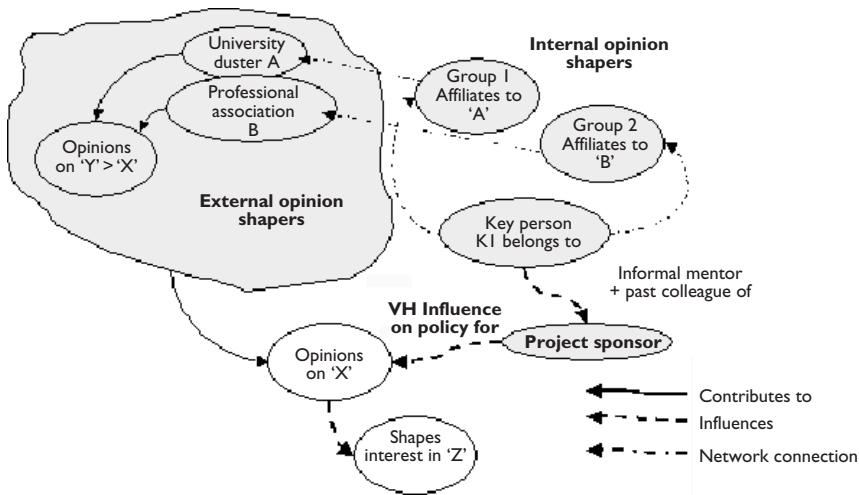 University
duster A
Professional
association
B
Opinions
on ‘Y’ > ‘X’
External opinion
shapers
Internal opinion
shapers
Group 1
Affiliates to
‘A’
Group 2
Affiliates to
‘B’
Key person
K1 belongs to
Informal mentor
+ past colleague of
VH Influence
on policy for
Project sponsor
Opinions
on ‘X’
Shapes
interest in ‘Z’
Contributes to
Influences
Network connection